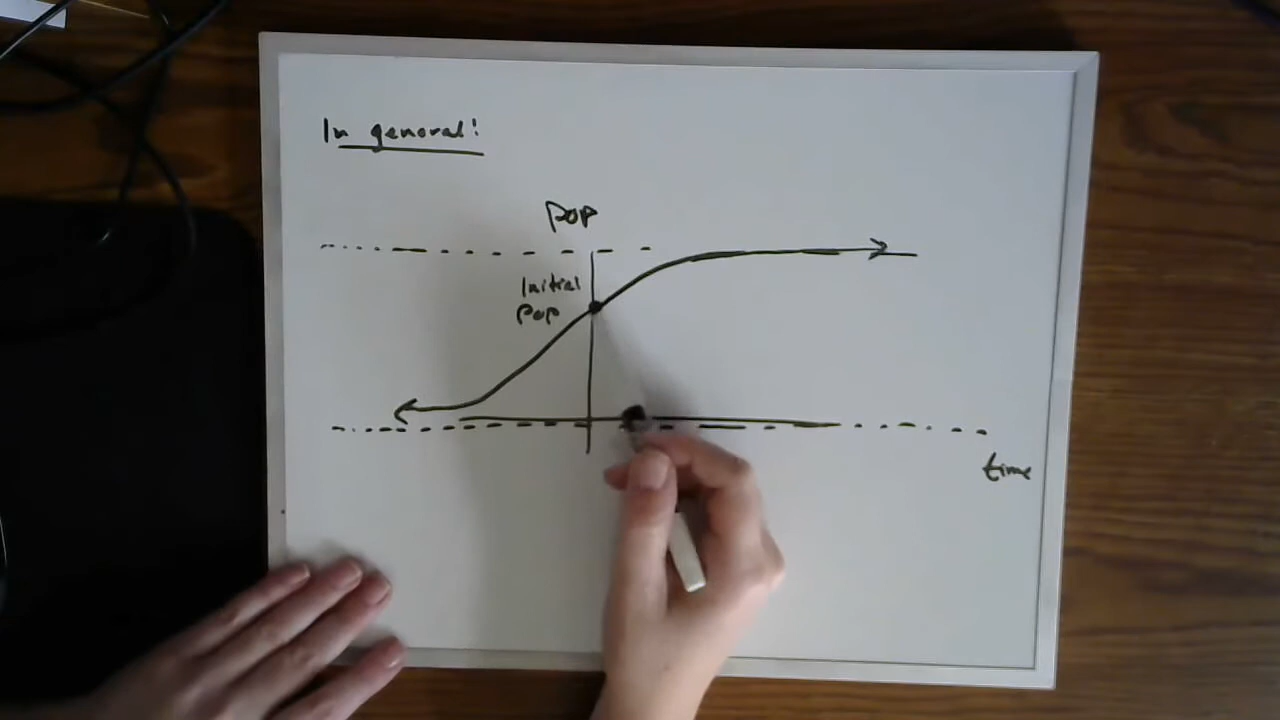 In general:
Pop
Initial
pop
time